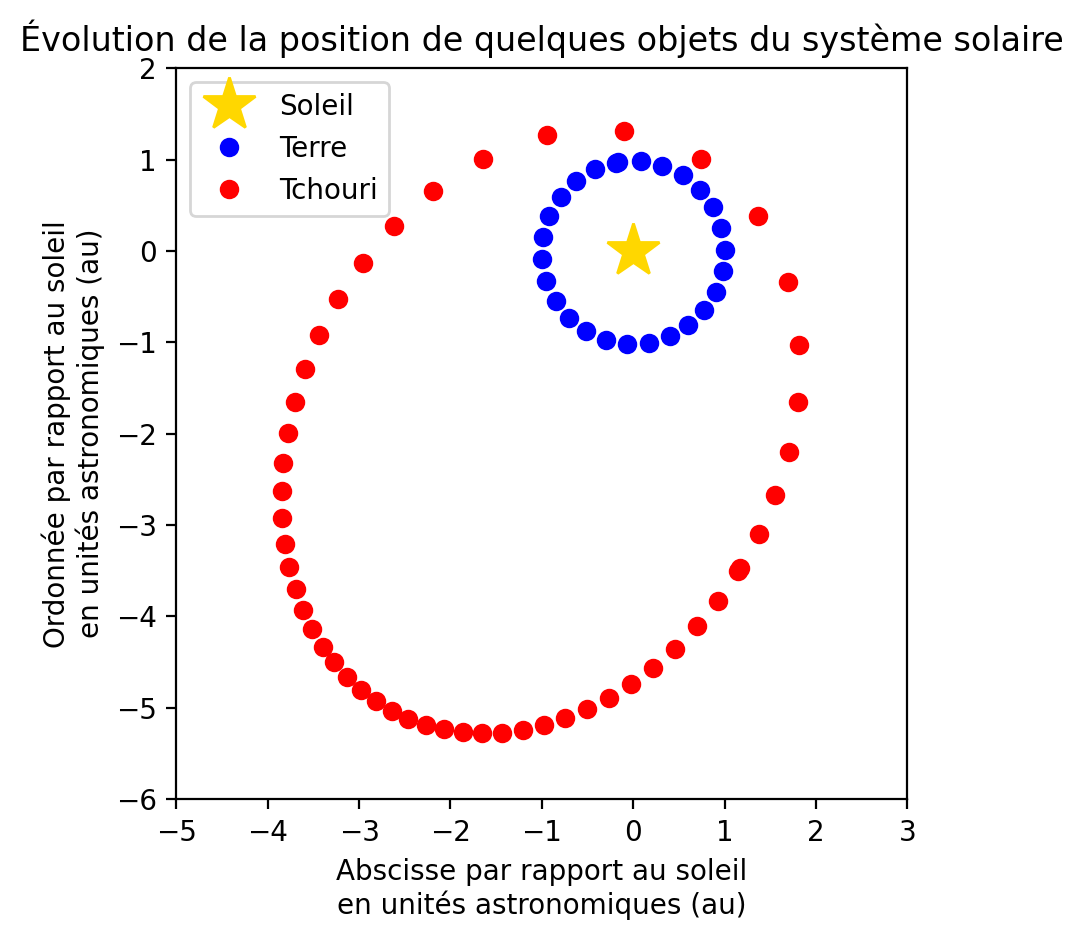 Évolution de la position de quelques objets du système solaire
Soleil
Terre
Tchouri
2
1
0
−1
−2
−3
−4
−5
−6
Ordonnée par rapport au soleil
en unités astronomiques (au)
−5 −4 −3 −2 −1 0 1 2 3
Abscisse par rapport au soleil
en unités astronomiques (au)